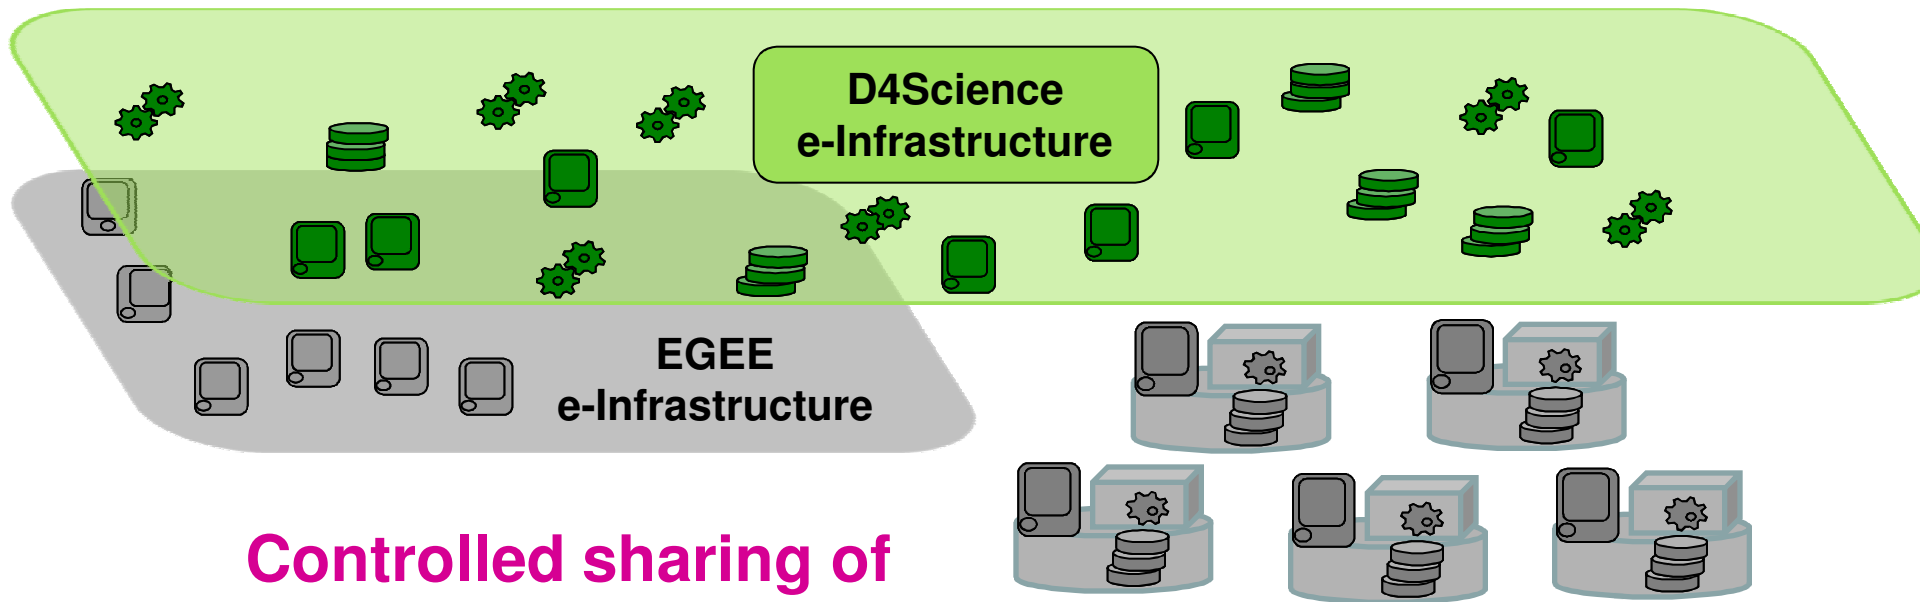 D4Science
e-Infrastructure
EGEE
e-Infrastructure
Controlled sharing of